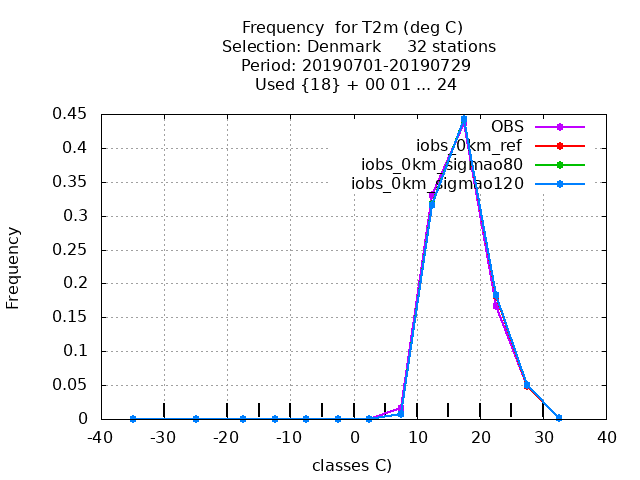 Frequency  for T2m (deg C)
Selection: Denmark     32 stations
Period: 20190701-20190729
Used {18} + 00 01 ... 24
OBS
iobs_0km_ref
iobs_0km_sigmao80
iobs_0km_sigmao120
Frequency
0.45
0.4
0.35
0.3
0.25
0.2
0.15
0.1
0.05
0
-40 -30 -20 -10 0 10 20 30 40
classes C)